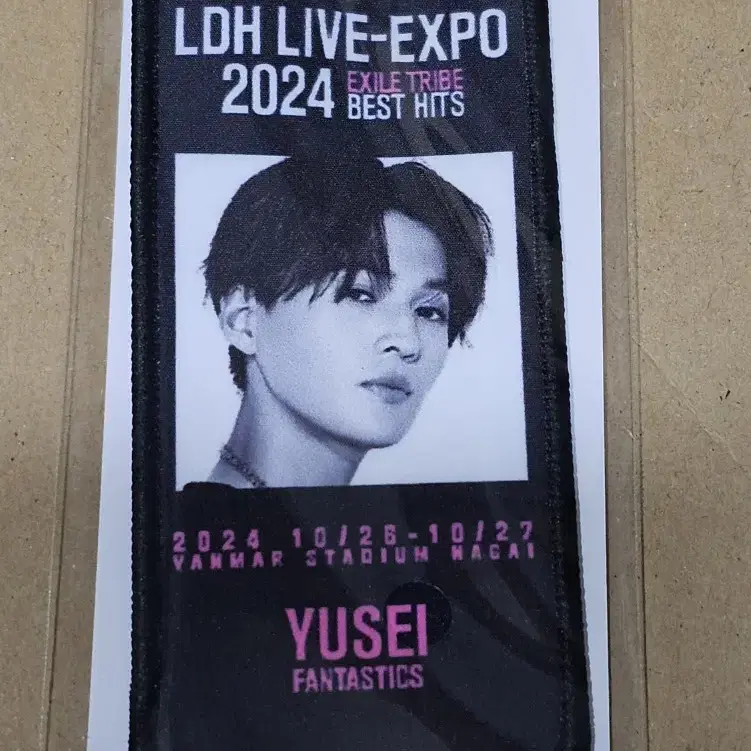 LDH LIVE-EXPO
2024 EXILE TRIBE
BEST HITS
2024 10/26-10/27
YANMAR STADIUM NAGAI
YUSEI
FANTASTICS